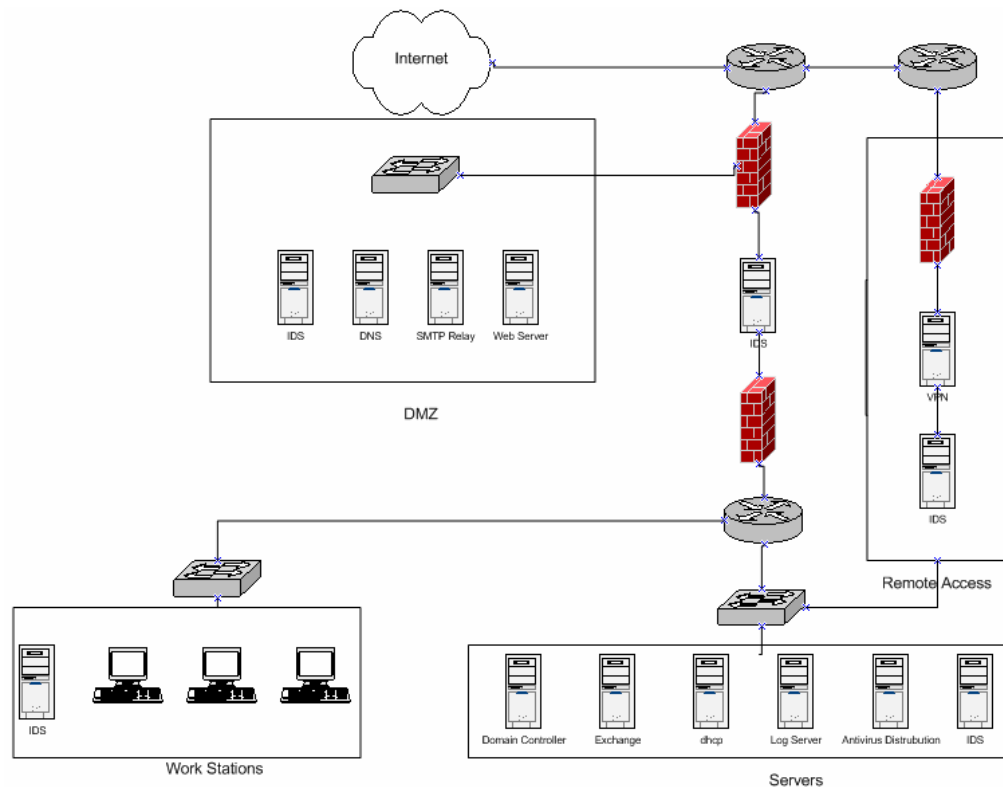 Internet
IDS
DNS
SMTP Relay
Web Server
DMZ
IDS
VPN
IDS
Remote Access
IDS
Work Stations
Domain Controller
Exchange
dhcp
Log Server
Antivirus Distrubution
IDS
Servers